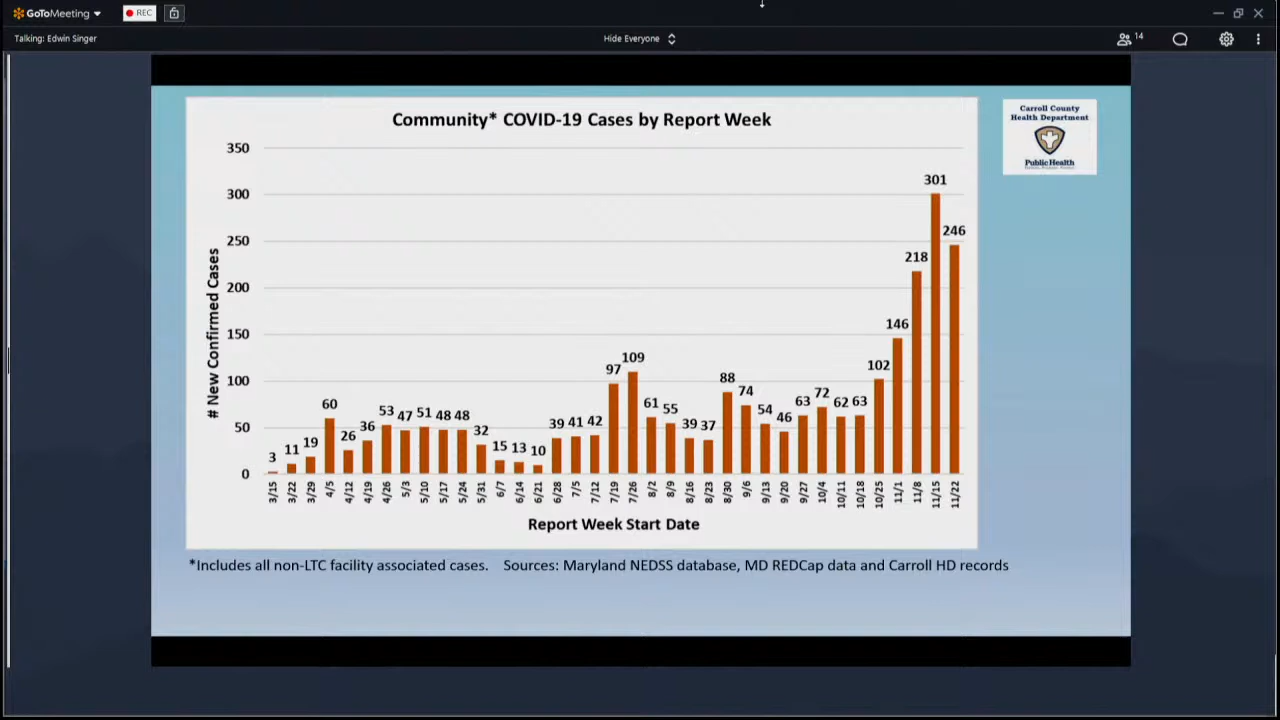 GoToMeeting
REC
Talking: Edwin Singer
Hide Everyone
14
Community* COVID-19 Cases by Report Week
Carroll County
Health Department
Public Health
# New Confirmed Cases
350
300
250
200
150
100
50
0
3 11 19 60 26 36 53 47 51 48 48 32 15 13 10 39 41 42 97 109 61 55 39 37 88 74 54 46 63 72 62 63 102 146 218 301 246
3/15 3/22 3/29 4/5 4/12 4/19 4/26 5/3 5/10 5/17 5/24 5/31 6/7 6/14 6/21 6/28 7/5 7/12 7/19 7/26 8/2 8/9 8/16 8/23 8/30 9/6 9/13 9/20 9/27 10/4 10/11 10/18 10/25 11/1 11/8 11/15 11/22
Report Week Start Date
*Includes all non-LTC facility associated cases. Sources: Maryland NEDSS database, MD REDCap data and Carroll HD records